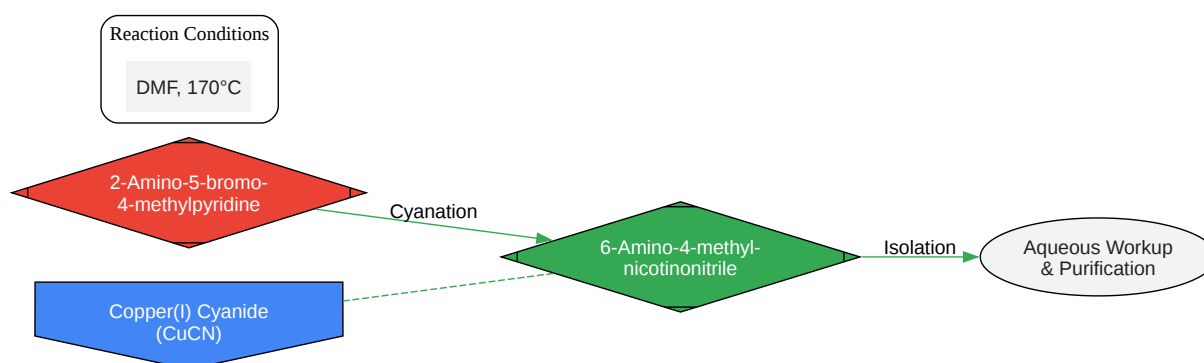 Reaction Conditions
DMF, 170°C
2-Amino-5-bromo-
4-methylpyridine
Cyanation
Copper(I) Cyanide
(CuCN)
6-Amino-4-methyl-
nicotinonitrile
Isolation
Aqueous Workup
& Purification